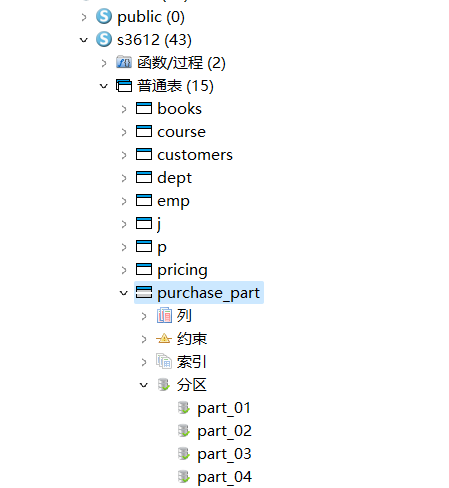 public (0)
s3612 (43)
函数/过程 (2)
普通表 (15)
books
course
customers
dept
emp
j
p
pricing
purchase_part
列
约束
索引
分区
part_01
part_02
part_03
part_04